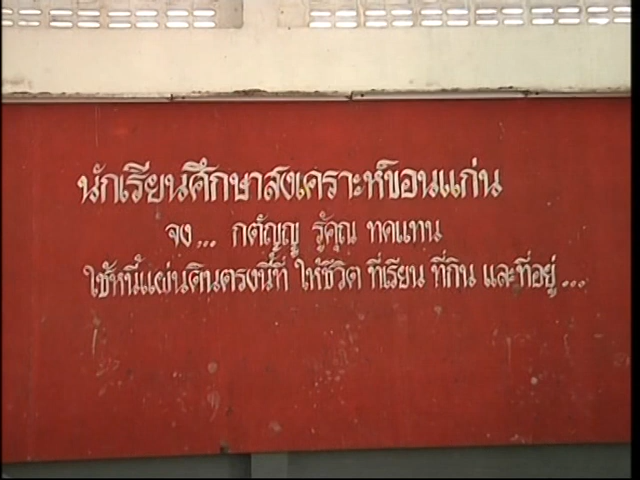 นักเรียนศึกษาสงเคราะห์ขอนแก่น
จง... กตัญญู รู้คุณ ทดแทน
ใช้หนี้แผ่นดินตรงนี้ที่ ให้ชีวิต ที่เรียน ที่กิน และที่อยู่...